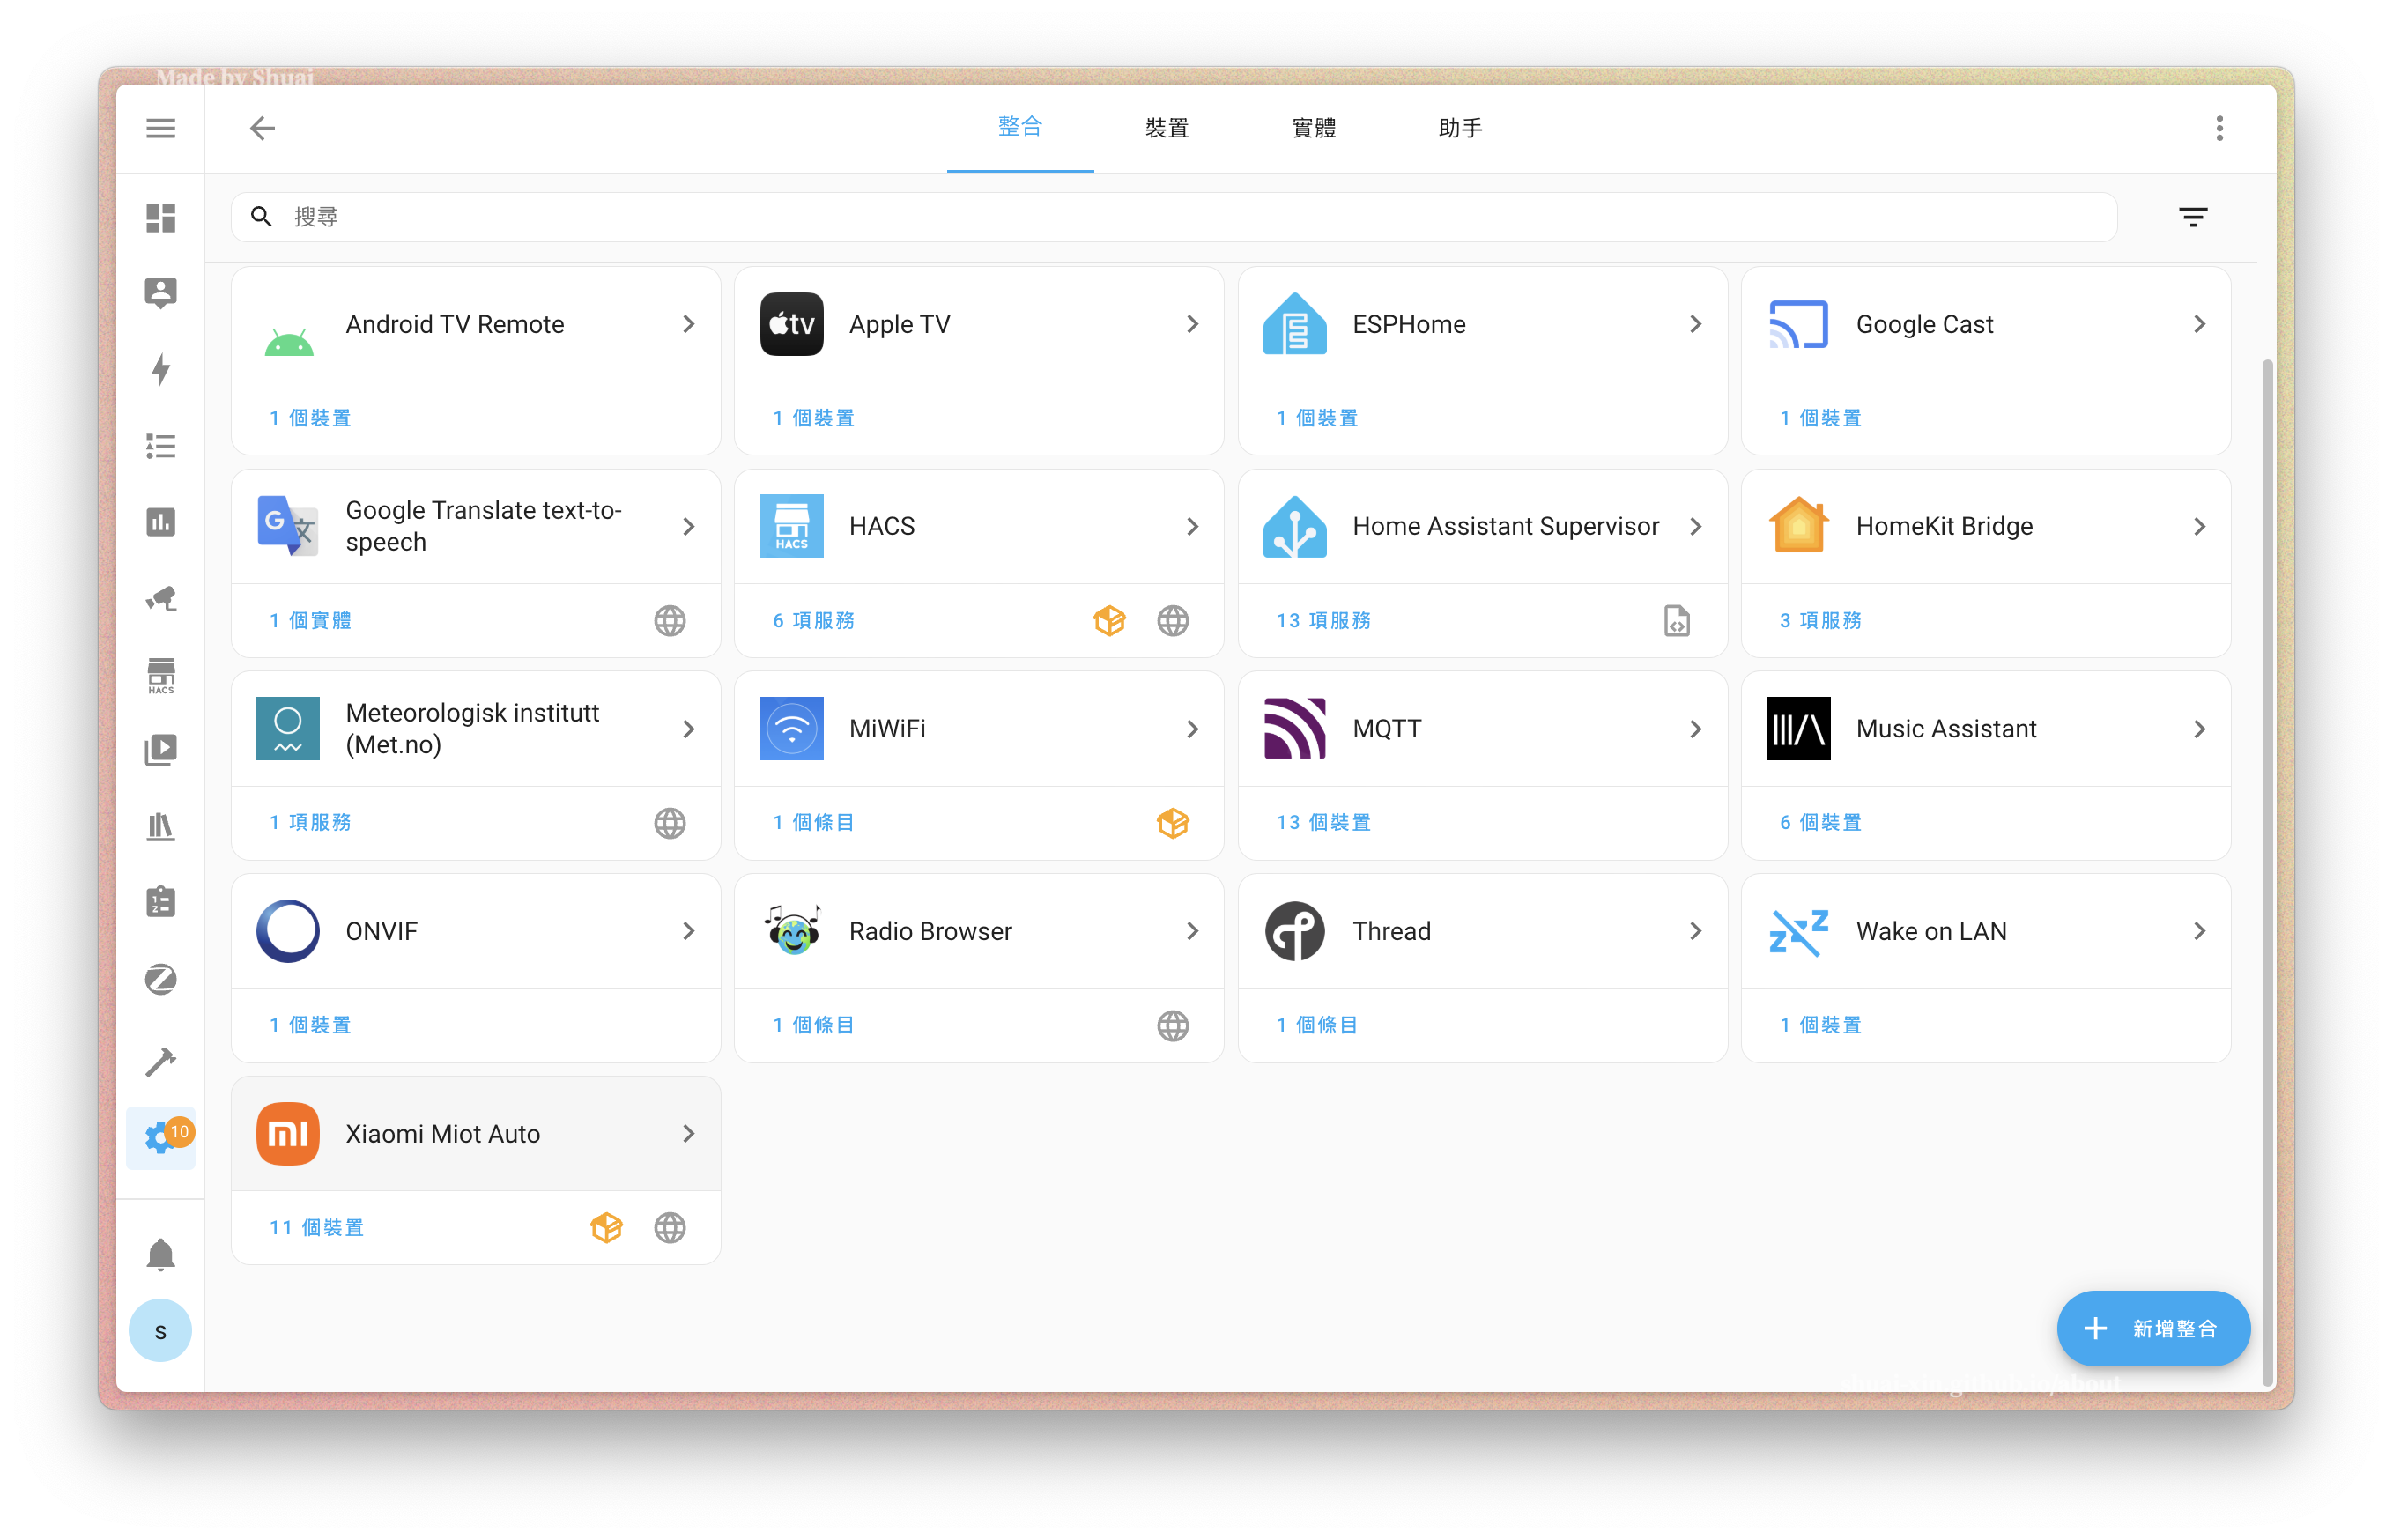 Made by Shuai
整合
裝置
實體
助手
搜尋
Android TV Remote
1 個裝置
tv
Apple TV
1 個裝置
ESPHome
1 個裝置
Google Cast
1 個裝置
G 文
Google Translate text-to-
speech
1 個實體
HACS
HACS
6 項服務
Home Assistant Supervisor
13 項服務
HomeKit Bridge
3 項服務
HACS
Meteorologisk institutt
(Met.no)
1 項服務
MiWiFi
1 個條目
MQTT
13 個裝置
Music Assistant
6 個裝置
ONVIF
1 個裝置
Radio Browser
1 個條目
Thread
1 個條目
zzz
Wake on LAN
1 個裝置
10
mi
Xiaomi Miot Auto
11 個裝置
s
新增整合